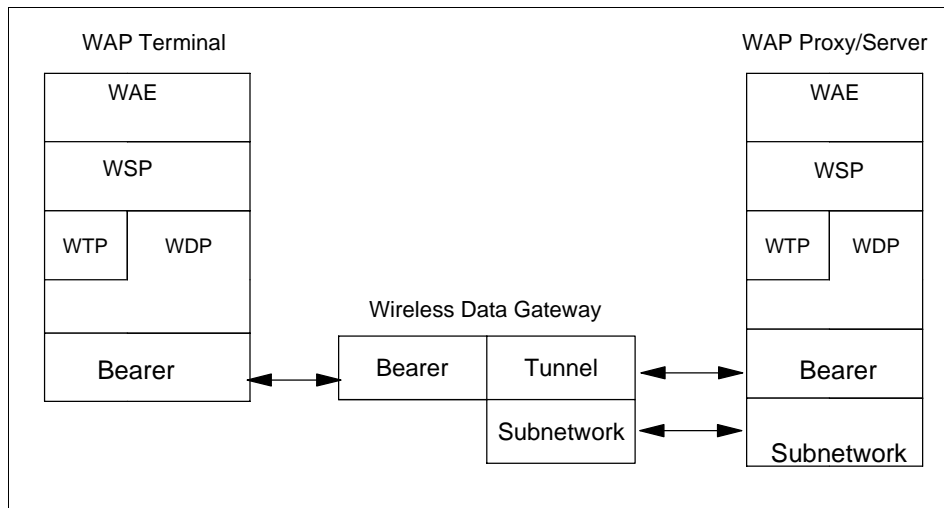 WAP Terminal
WAP Proxy/Server
WAE
WAE
WSP
WSP
WTP
WDP
WTP
WDP
Wireless Data Gateway
Bearer
Bearer
Tunnel
Bearer
Subnetwork
Subnetwork